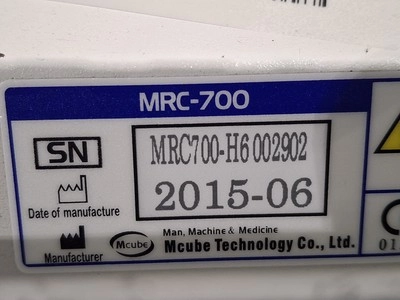 MRC-700
SN
MRC700-H6 002902
2015-06
Date of manufacture
Manufacturer
Mcube
Man, Machine & Medicine
Mcube Technology Co., Ltd.
01